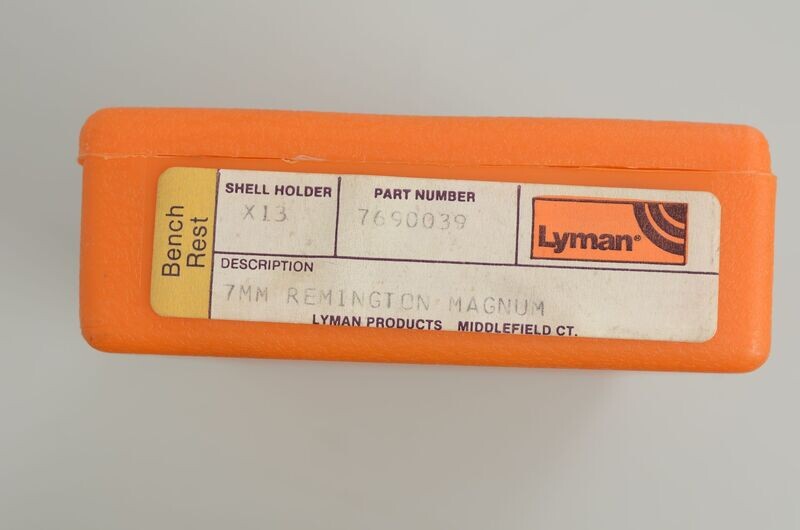 Bench
Rest
SHELL HOLDER
X13
PART NUMBER
7690039
Lyman®
DESCRIPTION
7MM REMINGTON MAGNUM
LYMAN PRODUCTS MIDDLEFIELD CT.